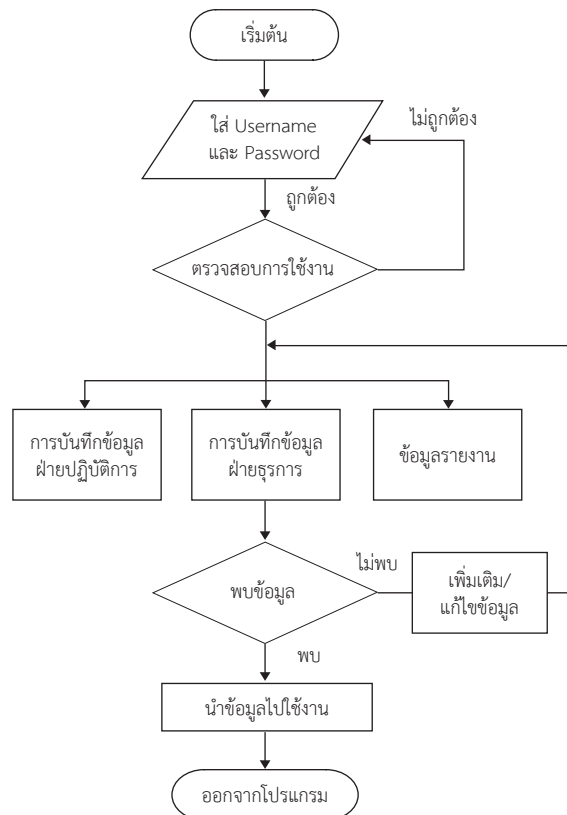 เริ่มต้น
ใส่ Username
และ Password
ไม่ถูกต้อง
ถูกต้อง
ตรวจสอบการใช้งาน
การบันทึกข้อมูล
ฝ่ายปฏิบัติการ
การบันทึกข้อมูล
ฝ่ายธุรการ
ข้อมูลรายงาน
พบข้อมูล
ไม่พบ
เพิ่มเติม/
แก้ไขข้อมูล
พบ
นำข้อมูลไปใช้งาน
ออกจากโปรแกรม